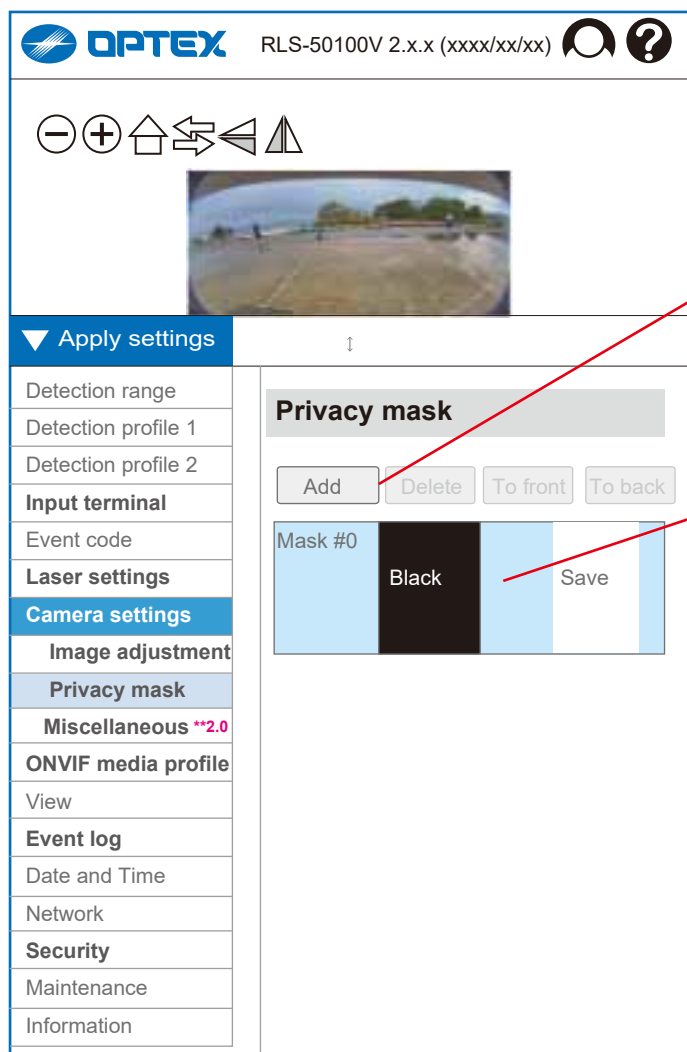 OPTEX RLS-50100V 2.x.x (xxxx/xx/xx) ?
Apply settings
Detection range
Detection profile 1
Detection profile 2
Input terminal
Event code
Laser settings
Camera settings
Image adjustment
Privacy mask
Miscellaneous **2.0
ONVIF media profile
View
Event log
Date and Time
Network
Security
Maintenance
Information
Privacy mask
Add Delete To front To back
Mask #0
Black Save